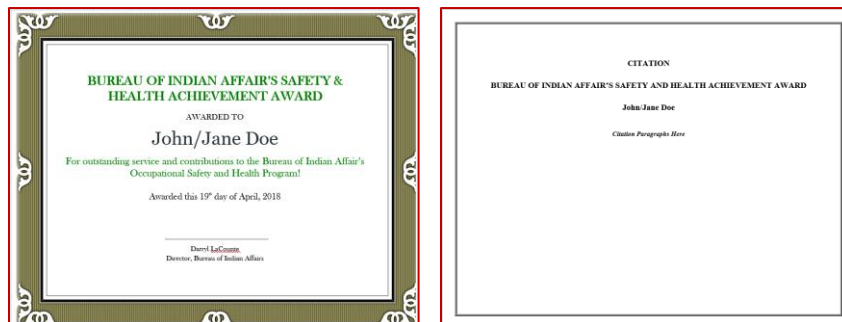 BUREAU OF INDIAN AFFAIR'S SAFETY &
HEALTH ACHIEVEMENT AWARD
AWARDED TO
John/Jane Doe
For outstanding service and contributions to the Bureau of Indian Affair's
Occupational Safety and Health Program!
Awarded this 19th day of April, 2018
Darryl LaCounte
Director, Bureau of Indian Affairs
CITATION
BUREAU OF INDIAN AFFAIR'S SAFETY AND HEALTH ACHIEVEMENT AWARD
John/Jane Doe
Citation Paragraphs Here